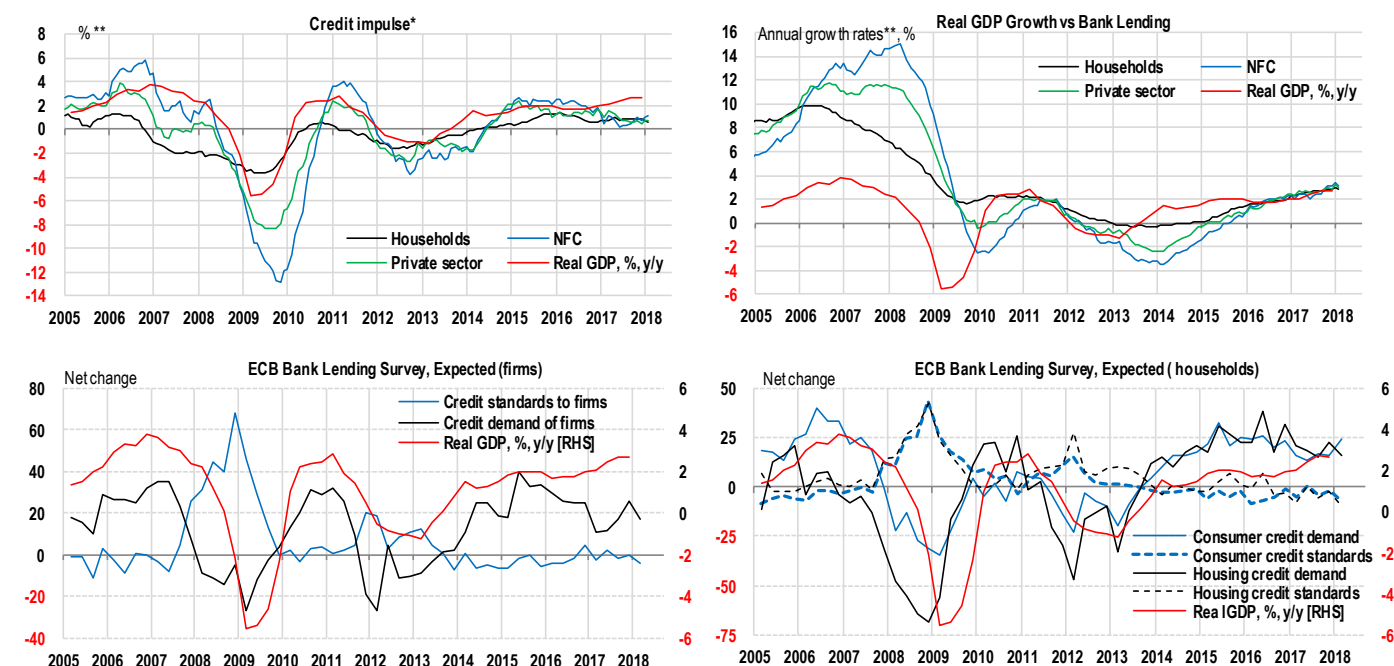 Credit impulse*
% **
8
6
4
2
0
-2
-4
-6
-8
-10
-12
-14
Households
NFC
Private sector
Real GDP, %, y/y
2005 2006 2007 2008 2009 2010 2011 2012 2013 2014 2015 2016 2017 2018
Real GDP Growth vs Bank Lending
Annual growth rates**, %
16
14
12
10
8
6
4
2
0
-2
-4
-6
Households
NFC
Private sector
Real GDP, %, y/y
2005 2006 2007 2008 2009 2010 2011 2012 2013 2014 2015 2016 2017 2018
ECB Bank Lending Survey, Expected (firms)
Net change
80
60
40
20
0
-20
-40
Credit standards to firms
Credit demand of firms
Real GDP, %, y/y [RHS]
6
4
2
0
-2
-4
-6
2005 2006 2007 2008 2009 2010 2011 2012 2013 2014 2015 2016 2017 2018
ECB Bank Lending Survey, Expected ( households)
Net change
50
25
0
-25
-50
-75
Consumer credit demand
Consumer credit standards
Housing credit demand
Housing credit standards
Rea lGDP, %, y/y [RHS]
6
4
2
0
-2
-4
-6
2005 2006 2007 2008 2009 2010 2011 2012 2013 2014 2015 2016 2017 2018